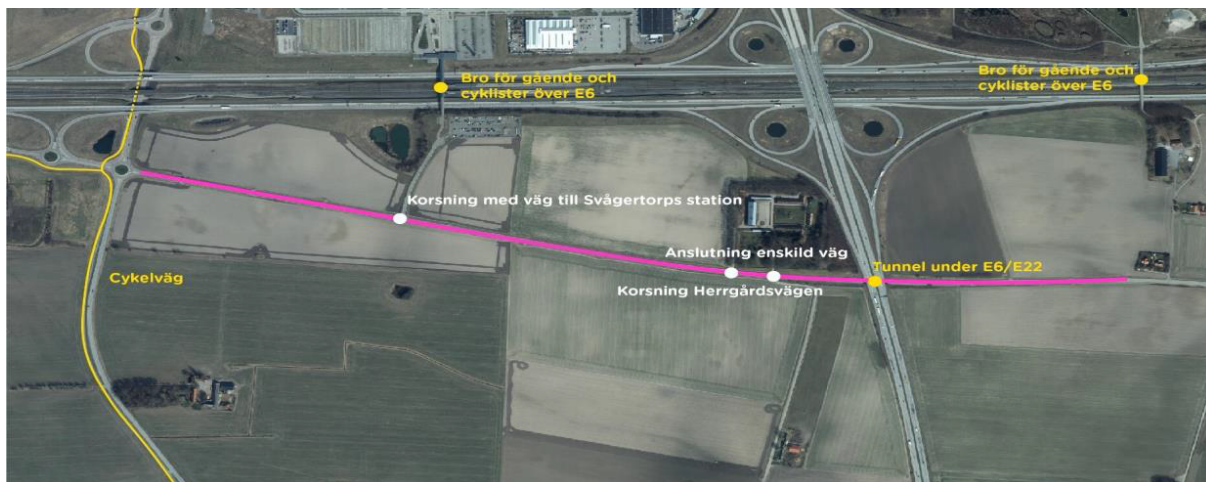 Bro för gående och
cyklister över E6
Bro för gående och
cyklister över E6
Korsning med väg till Svågertorps station
Anslutning enskild väg
Tunnel under E6/E22
Cykelväg
Korsning Herrgårdsvägen